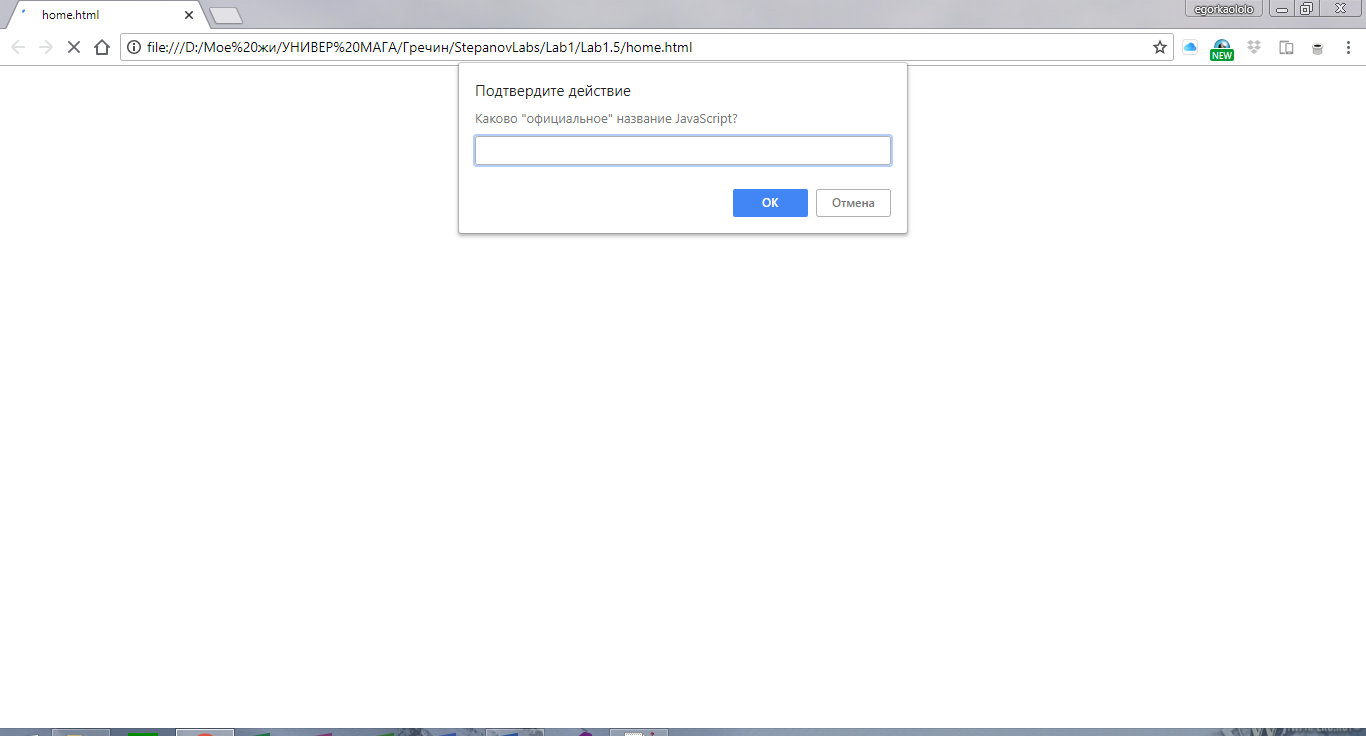 home.html
egorkaololo
file:///D:/Мое%20жи/УНИВЕР%20МАГА/Гречин/StepanovLabs/Lab1/Lab1.5/home.html
NEW
Подтвердите действие
Каково "официальное" название JavaScript?
ОК
Отмена